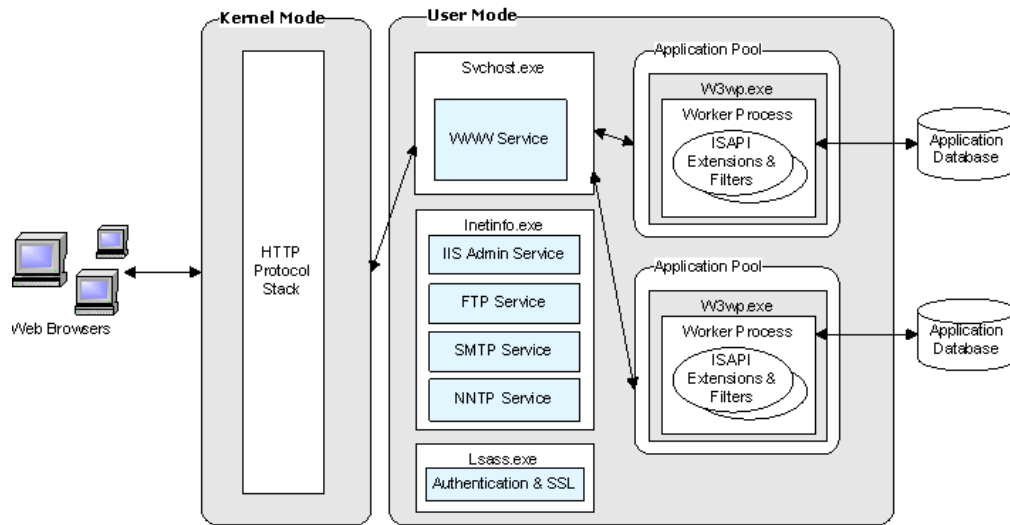 Kernel Mode
User Mode
Svchost.exe
WWW Service
Application Pool
W3wp.exe
Worker Process
ISAPI
Extensions &
Filters
Application
Database
Web Browsers
HTTP
Protocol
Stack
Inetinfo.exe
IIS Admin Service
FTP Service
SMTP Service
NNTP Service
Application Pool
W3wp.exe
Worker Process
ISAPI
Extensions &
Filters
Application
Database
Lsass.exe
Authentication & SSL